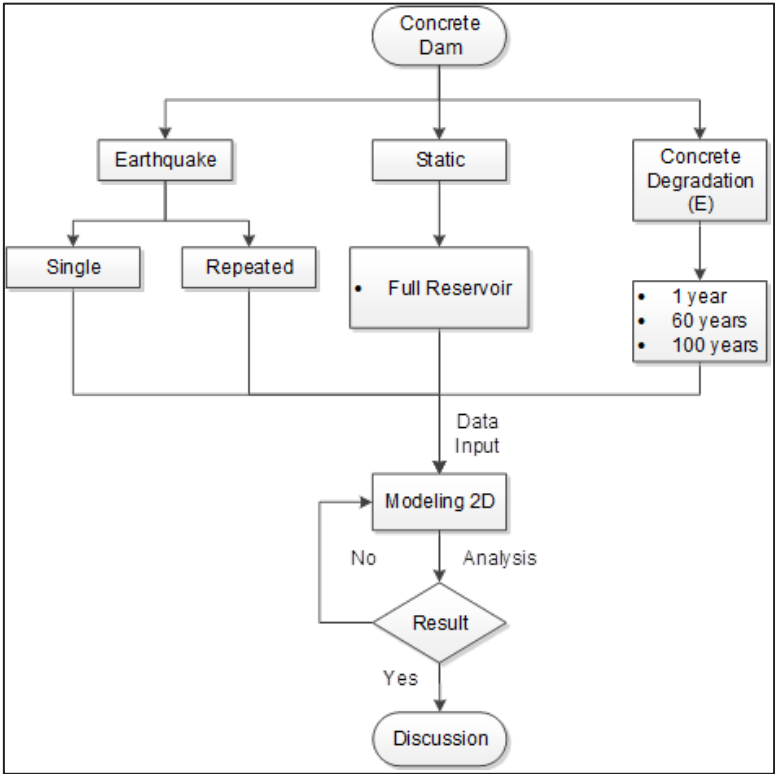 Concrete
Dam
Earthquake
Static
Concrete
Degradation
(E)
Single
Repeated
• Full Reservoir
• 1 year
• 60 years
• 100 years
Data
Input
Modeling 2D
No
Analysis
Result
Yes
Discussion